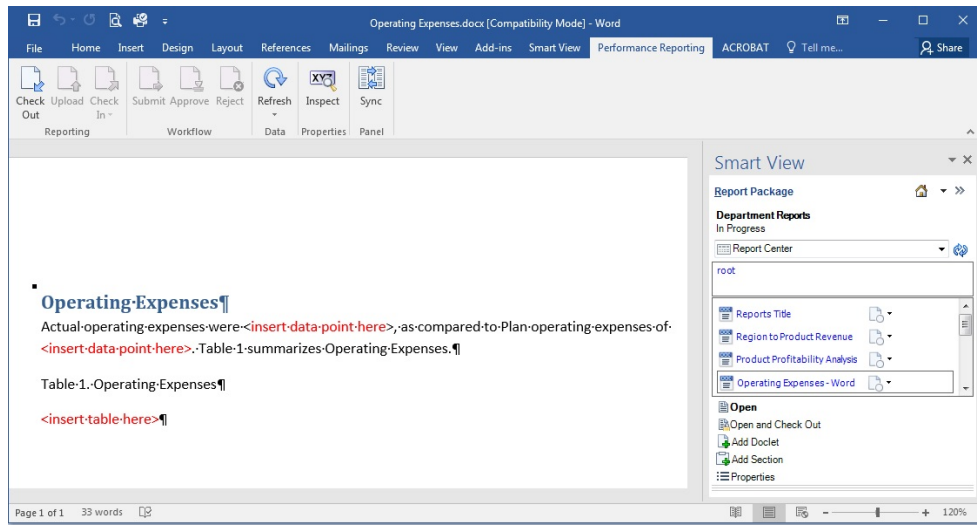 Operating Expenses.docx [Compatibility Mode] - Word
File Home Insert Design Layout References Mailings Review View Add-ins Smart View Performance Reporting ACROBAT Tell me... Share
Check Out Upload Check In Submit Approve Reject Refresh Inspect Sync
Reporting Workflow Data Properties Panel
Operating·Expenses¶
Actual·operating·expenses·were·<insert·data·point·here>,·as·compared·to·Plan·operating·expenses·of·
<insert·data·point·here>.·Table·1·summarizes·Operating·Expenses.¶
Table·1.·Operating·Expenses¶
<insert·table·here>¶
Smart View
Report Package
Department Reports
In Progress
Report Center
root
Reports Title
Region to Product Revenue
Product Profitability Analysis
Operating Expenses - Word
Open
Open and Check Out
Add Doclet
Add Section
Properties
Page 1 of 1 33 words 120%